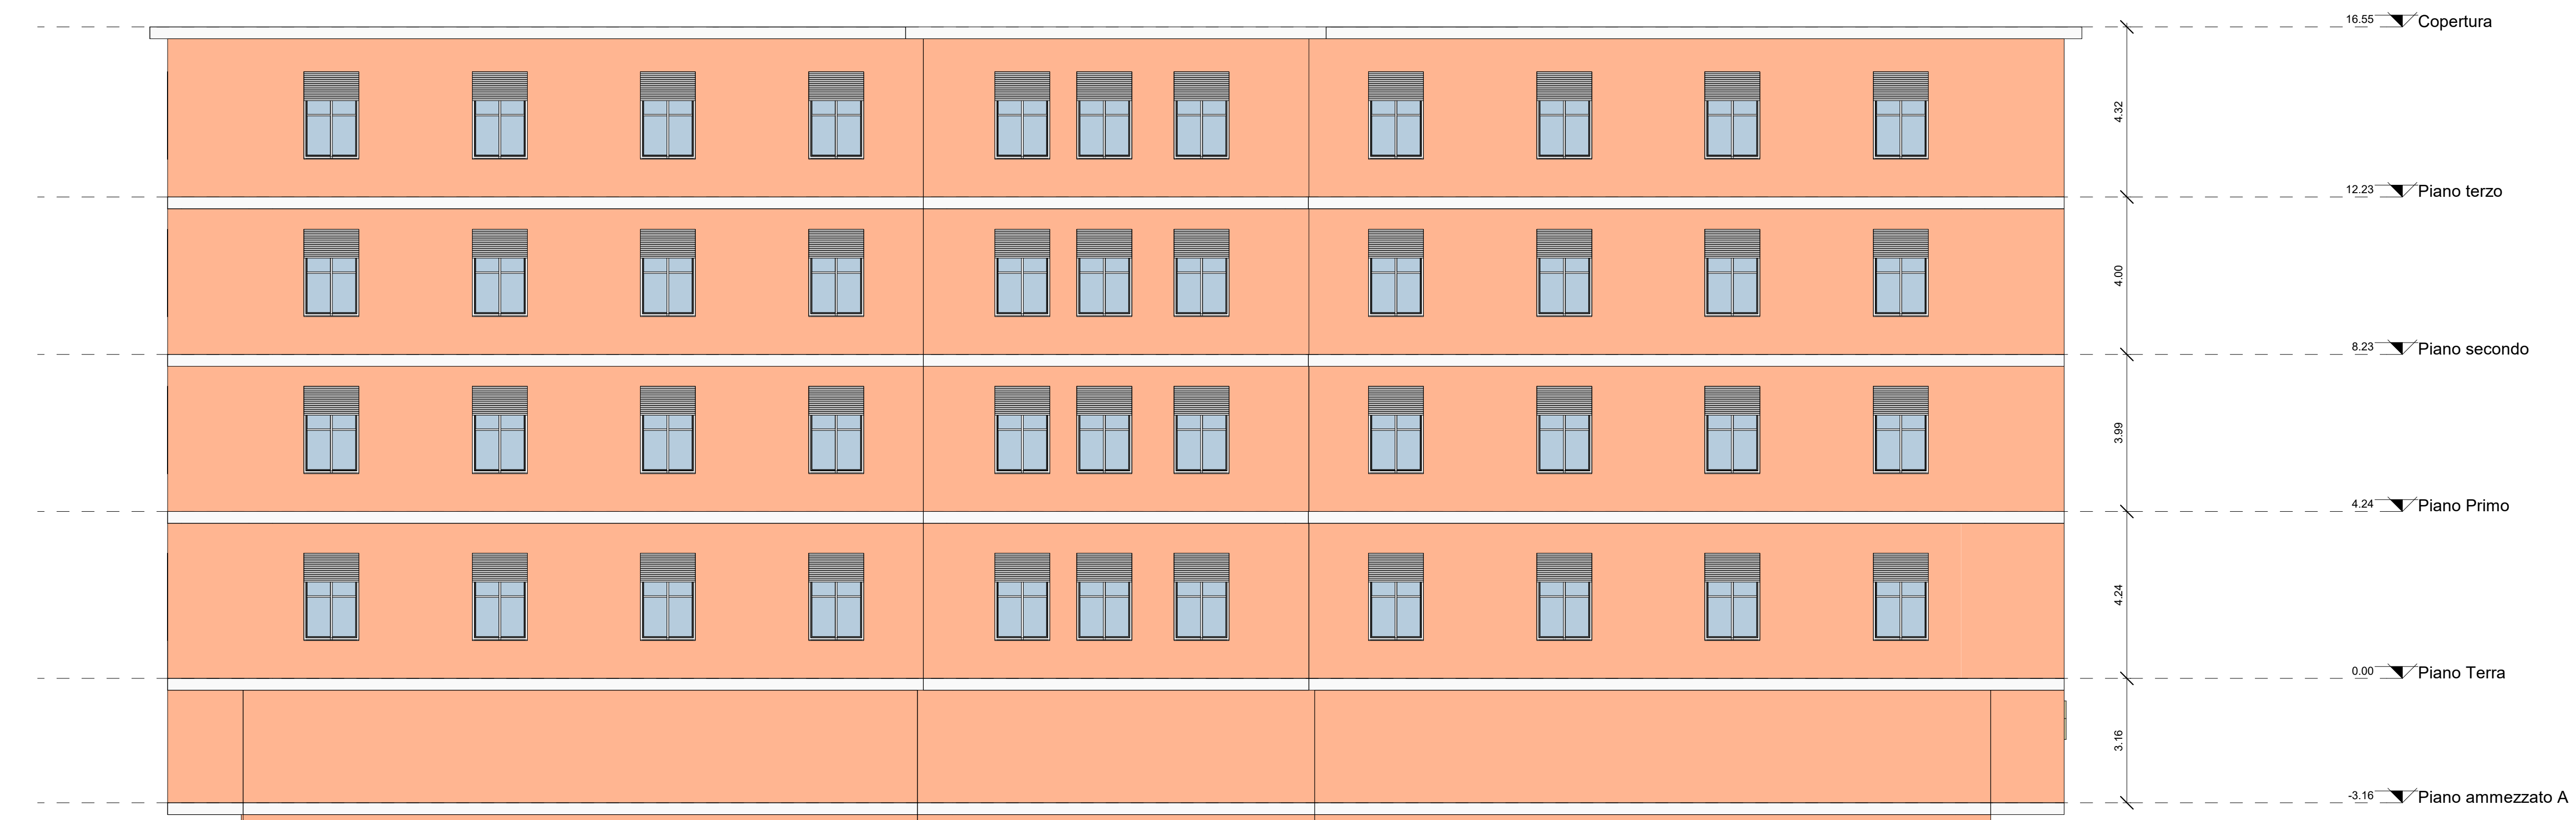 16.55 Copertura
4.32
12.23 Piano terzo
4.00
8.23 Piano secondo
3.99
4.24 Piano Primo
4.24
0.00 Piano Terra
3.16
-3.16 Piano ammezzato A